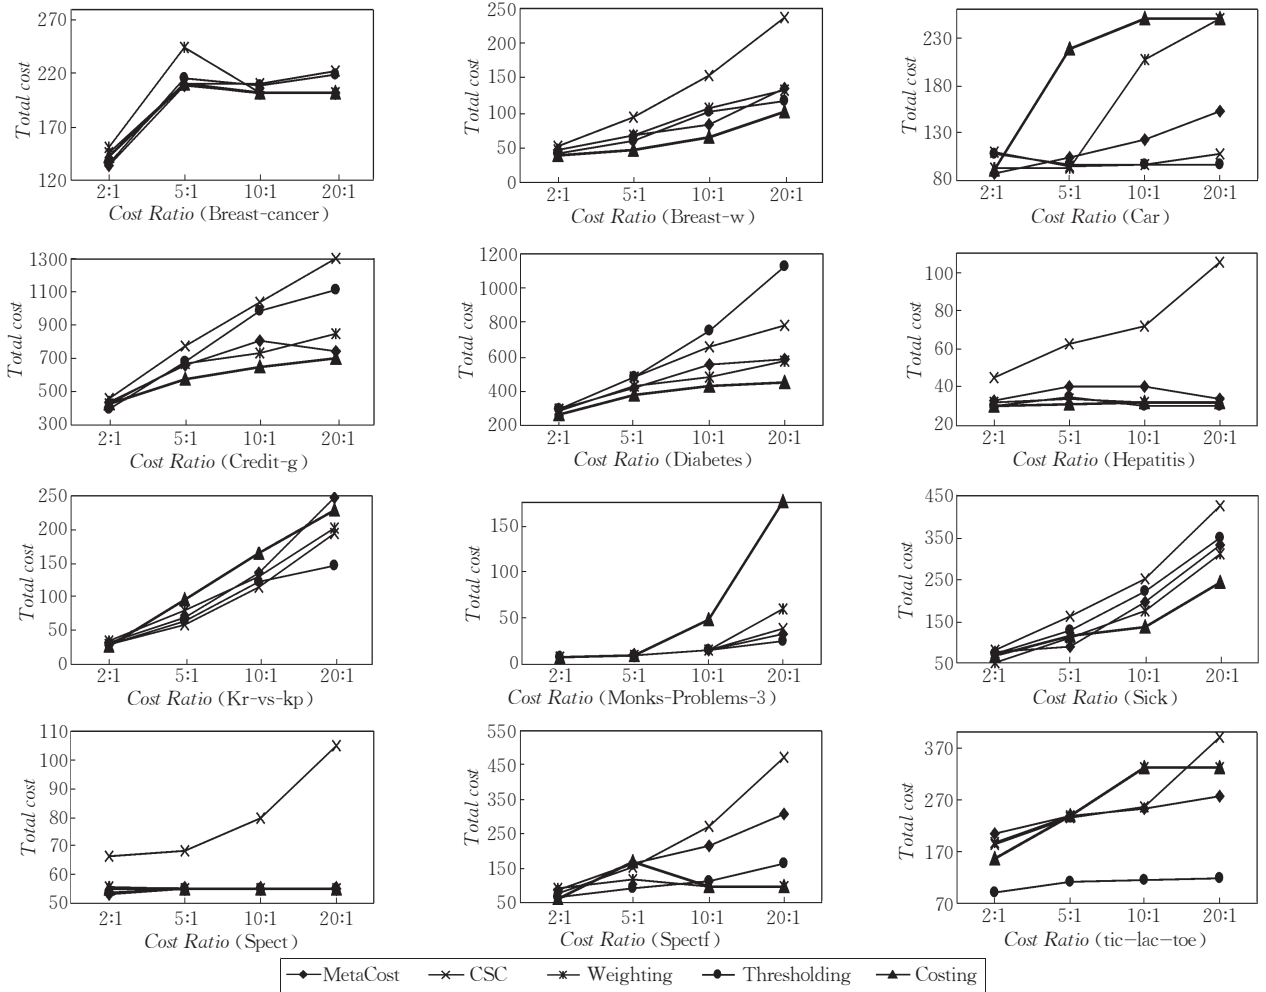 270
220
170
120
Total cost
2:1 5:1 10:1 20:1
Cost Ratio (Breast-cancer)
250
200
150
100
50
0
Total cost
2:1 5:1 10:1 20:1
Cost Ratio (Breast-w)
230
180
130
80
Total cost
2:1 5:1 10:1 20:1
Cost Ratio (Car)
1300
1100
900
700
500
300
Total cost
2:1 5:1 10:1 20:1
Cost Ratio (Credit-g)
1200
1000
800
600
400
200
Total cost
2:1 5:1 10:1 20:1
Cost Ratio (Diabetes)
100
80
60
40
20
Total cost
2:1 5:1 10:1 20:1
Cost Ratio (Hepatitis)
250
200
150
100
50
0
Total cost
2:1 5:1 10:1 20:1
Cost Ratio (Kr-vs-kp)
150
100
50
0
Total cost
2:1 5:1 10:1 20:1
Cost Ratio (Monks-Problems-3)
450
350
250
150
50
Total cost
2:1 5:1 10:1 20:1
Cost Ratio (Sick)
110
100
90
80
70
60
50
Total cost
2:1 5:1 10:1 20:1
Cost Ratio (Spect)
550
450
350
250
150
50
Total cost
2:1 5:1 10:1 20:1
Cost Ratio (Spectf)
370
270
170
70
Total cost
2:1 5:1 10:1 20:1
Cost Ratio (tic-lac-toe)
MetaCost CSC Weighting Thresholding Costing